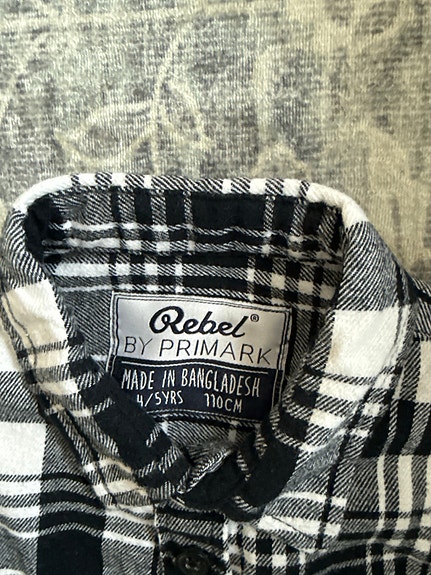 Rebel®
BY PRIMARK
MADE IN BANGLADESH
4/5YRS 110CM